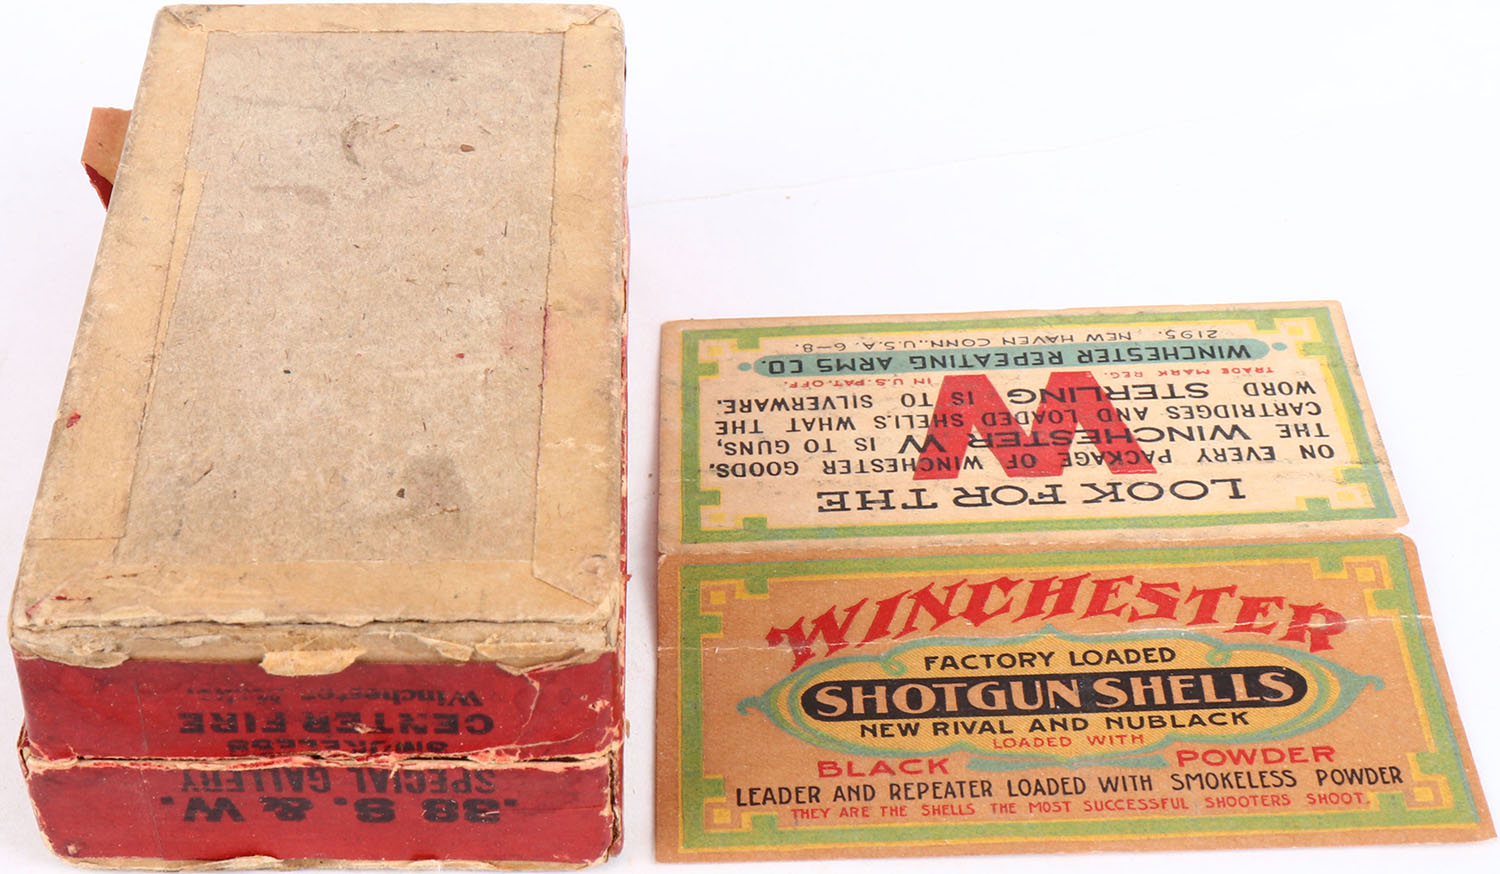 .38 S. & W.
SPECIAL GALLERY
SMOKELESS
CENTER FIRE
Winchester Make.
LOOK FOR THE
W
ON EVERY PACKAGE OF WINCHESTER GOODS.
THE WINCHESTER W IS TO GUNS,
CARTRIDGES AND LOADED SHELLS WHAT THE
WORD STERLING IS TO SILVERWARE.
TRADE MARK REG. IN U.S. PAT. OFF.
WINCHESTER REPEATING ARMS CO.
2195. NEW HAVEN CONN., U.S.A. 6-8.
WINCHESTER
FACTORY LOADED
SHOTGUN SHELLS
NEW RIVAL AND NUBLACK
LOADED WITH
BLACK POWDER
LEADER AND REPEATER LOADED WITH SMOKELESS POWDER
THEY ARE THE SHELLS THE MOST SUCCESSFUL SHOOTERS SHOOT.